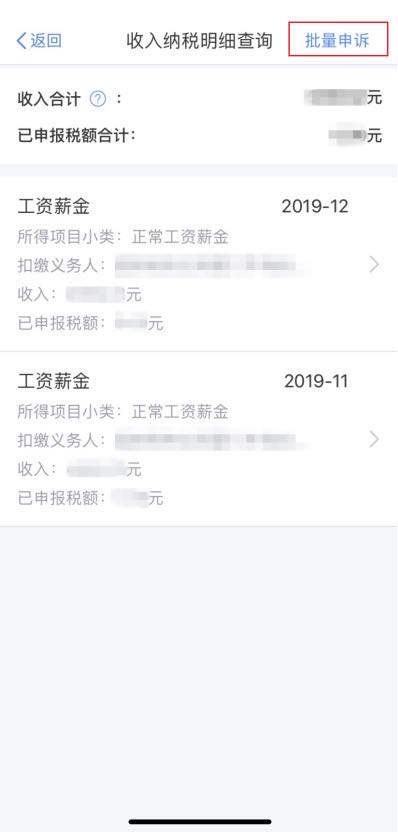 返回 收入纳税明细查询 批量申诉
收入合计 ? : 元
已申报税额合计: 元
工资薪金 2019-12
所得项目小类：正常工资薪金
扣缴义务人：
收入： 元
已申报税额： 元
工资薪金 2019-11
所得项目小类：正常工资薪金
扣缴义务人：
收入： 元
已申报税额： 元